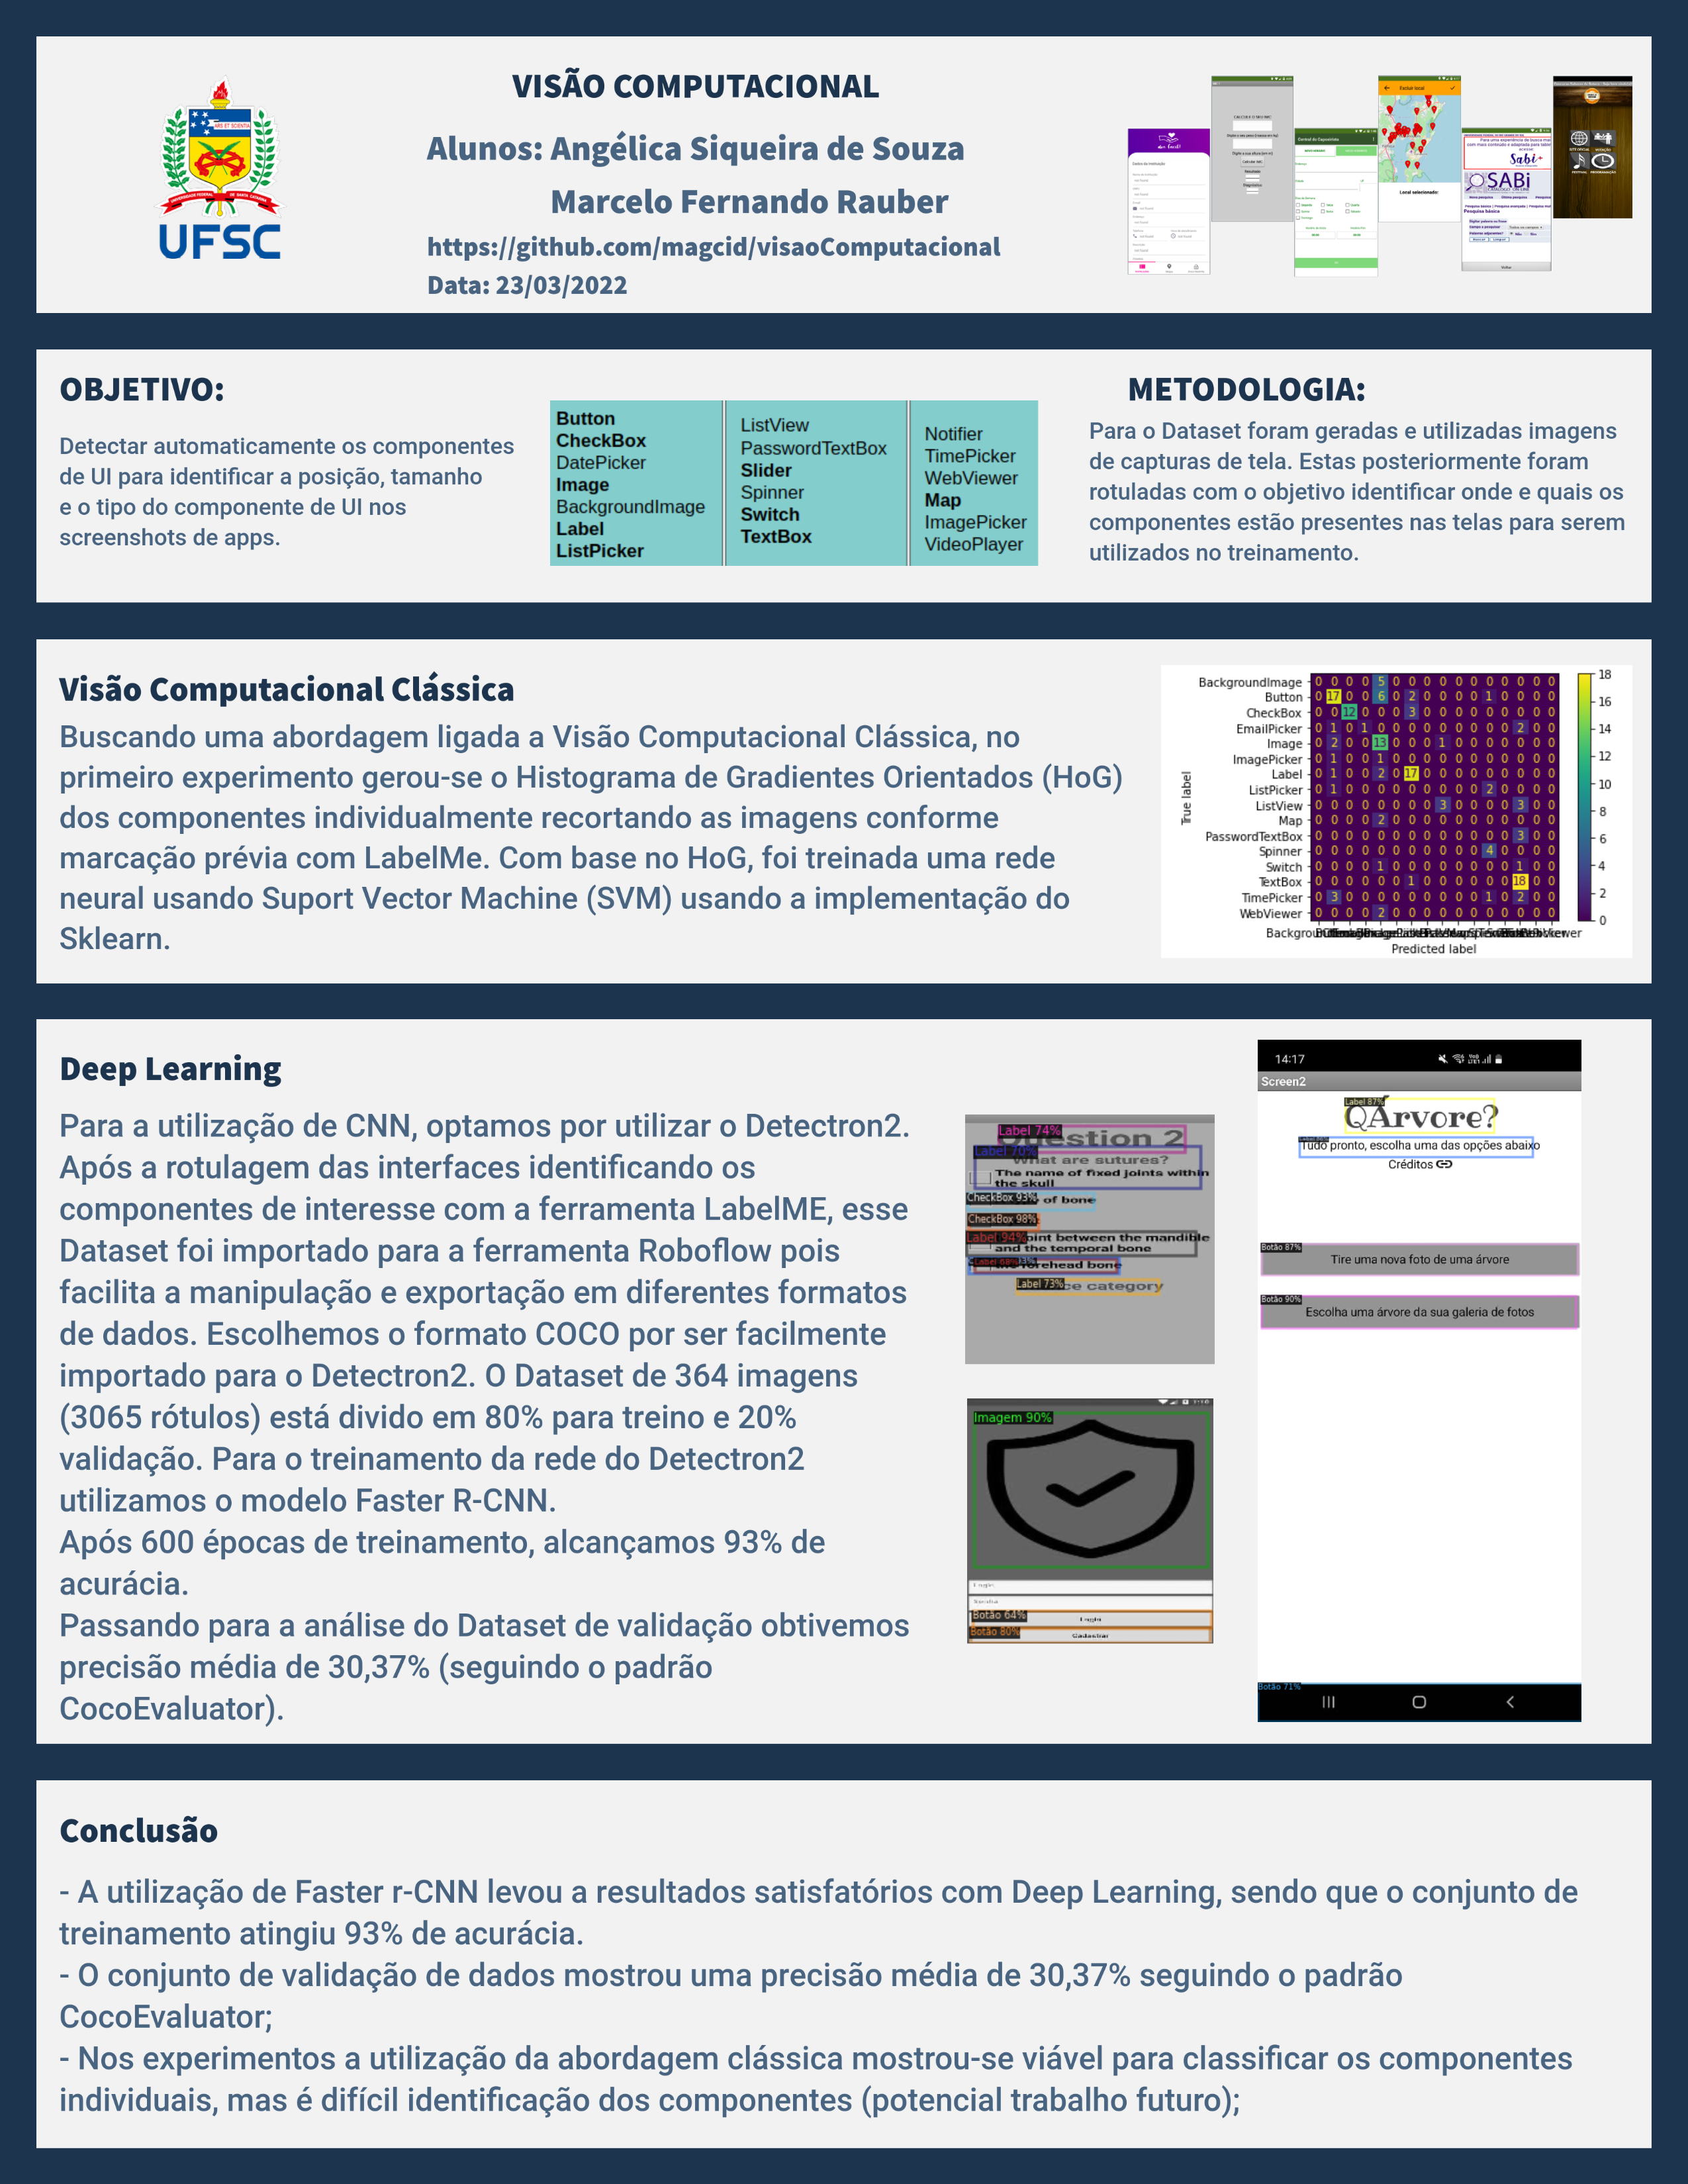 VISÃO COMPUTACIONAL
Alunos: Angélica Siqueira de Souza
Marcelo Fernando Rauber
https://github.com/magcid/visaoComputacional
Data: 23/03/2022
ARS ET SCIENTIA
UNIVERSIDADE FEDERAL DE SANTA CATARINA
UFSC
Excluir local
Local selecionado:
Sabi+
SABi
Pesquisa básica
OBJETIVO:
Detectar automaticamente os componentes
de UI para identificar a posição, tamanho
e o tipo do componente de UI nos
screenshots de apps.
Button
CheckBox
DatePicker
Image
BackgroundImage
Label
ListPicker
ListView
PasswordTextBox
Slider
Spinner
Switch
TextBox
Notifier
TimePicker
WebViewer
Map
ImagePicker
VideoPlayer
METODOLOGIA:
Para o Dataset foram geradas e utilizadas imagens
de capturas de tela. Estas posteriormente foram
rotuladas com o objetivo identificar onde e quais os
componentes estão presentes nas telas para serem
utilizados no treinamento.
Visão Computacional Clássica
Buscando uma abordagem ligada a Visão Computacional Clássica, no
primeiro experimento gerou-se o Histograma de Gradientes Orientados (HoG)
dos componentes individualmente recortando as imagens conforme
marcação prévia com LabelMe. Com base no HoG, foi treinada uma rede
neural usando Suport Vector Machine (SVM) usando a implementação do
Sklearn.
True label
BackgroundImage 0 0 0 0 5 0 0 0 0 0 0 0 0 0 0 0 0
Button 0 17 0 0 6 0 2 0 0 0 0 1 0 0 0 0
CheckBox 0 0 12 0 0 0 3 0 0 0 0 0 0 0 0 0
EmailPicker 0 1 0 1 0 0 0 0 0 0 0 0 0 2 0 0
Image 0 2 0 0 13 0 0 0 1 0 0 0 0 0 0 0
ImagePicker 0 1 0 0 1 0 0 0 0 0 0 0 0 0 0 0
Label 0 1 0 0 2 0 17 0 0 0 0 0 0 0 0 0
ListPicker 0 1 0 0 0 0 0 0 0 0 0 2 0 0 0 0
ListView 0 0 0 0 0 0 0 0 3 0 0 0 0 3 0 0
Map 0 0 0 0 2 0 0 0 0 0 0 0 0 0 0 0
PasswordTextBox 0 0 0 0 0 0 0 0 0 0 0 0 0 3 0 0
Spinner 0 0 0 0 0 0 0 0 0 0 0 4 0 0 0 0
Switch 0 0 0 0 1 0 0 0 0 0 0 0 0 1 0 0
TextBox 0 0 0 0 0 0 1 0 0 0 0 0 0 18 0 0
TimePicker 0 3 0 0 0 0 0 0 0 0 0 1 0 2 0 0
WebViewer 0 0 0 0 2 0 0 0 0 0 0 0 0 0 0 0
Predicted label
18
16
14
12
10
8
6
4
2
0
Deep Learning
Para a utilização de CNN, optamos por utilizar o Detectron2.
Após a rotulagem das interfaces identificando os
componentes de interesse com a ferramenta LabelME, esse
Dataset foi importado para a ferramenta Roboflow pois
facilita a manipulação e exportação em diferentes formatos
de dados. Escolhemos o formato COCO por ser facilmente
importado para o Detectron2. O Dataset de 364 imagens
(3065 rótulos) está divido em 80% para treino e 20%
validação. Para o treinamento da rede do Detectron2
utilizamos o modelo Faster R-CNN.
Após 600 épocas de treinamento, alcançamos 93% de
acurácia.
Passando para a análise do Dataset de validação obtivemos
precisão média de 30,37% (seguindo o padrão
CocoEvaluator).
Label 74%
estion 2
Label 70%
What are sutures?
The name of fixed joints within
the skull
CheckBox 93%
of bone
CheckBox 98%
Label 94%
oint between the mandible
and the temporal bone
forehead bone
Label 73%
ce category
Imagem 90%
Botão 64%
Login
Botão 80%
Cadastrar
14:17
Screen2
Label 87%
QÁrvore?
Tudo pronto, escolha uma das opções abaixo
Créditos
Botão 87%
Tire uma nova foto de uma árvore
Botão 90%
Escolha uma árvore da sua galeria de fotos
Botão 71%
Conclusão
- A utilização de Faster r-CNN levou a resultados satisfatórios com Deep Learning, sendo que o conjunto de
treinamento atingiu 93% de acurácia.
- O conjunto de validação de dados mostrou uma precisão média de 30,37% seguindo o padrão
CocoEvaluator;
- Nos experimentos a utilização da abordagem clássica mostrou-se viável para classificar os componentes
individuais, mas é difícil identificação dos componentes (potencial trabalho futuro);